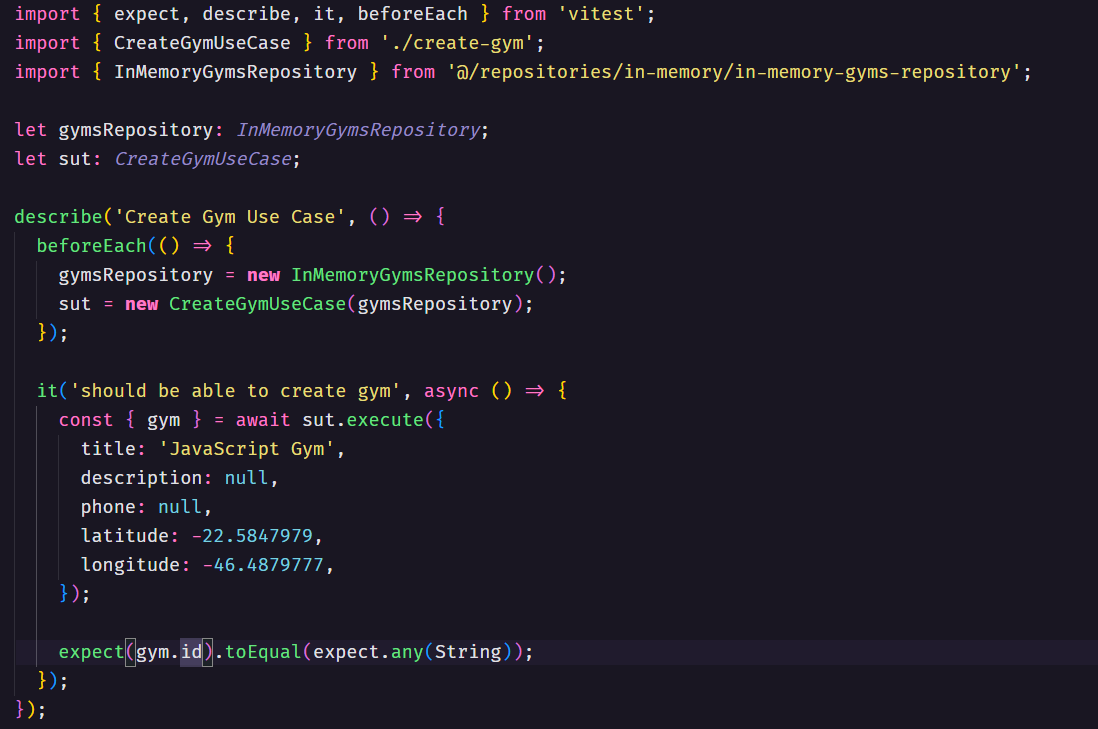 import { expect, describe, it, beforeEach } from 'vitest';
import { CreateGymUseCase } from './create-gym';
import { InMemoryGymsRepository } from '@/repositories/in-memory/in-memory-gyms-repository';

let gymsRepository: InMemoryGymsRepository;
let sut: CreateGymUseCase;

describe('Create Gym Use Case', () => {
  beforeEach(() => {
    gymsRepository = new InMemoryGymsRepository();
    sut = new CreateGymUseCase(gymsRepository);
  });

  it('should be able to create gym', async () => {
    const { gym } = await sut.execute({
      title: 'JavaScript Gym',
      description: null,
      phone: null,
      latitude: -22.5847979,
      longitude: -46.4879777,
    });

    expect(gym.id).toEqual(expect.any(String));
  });
});